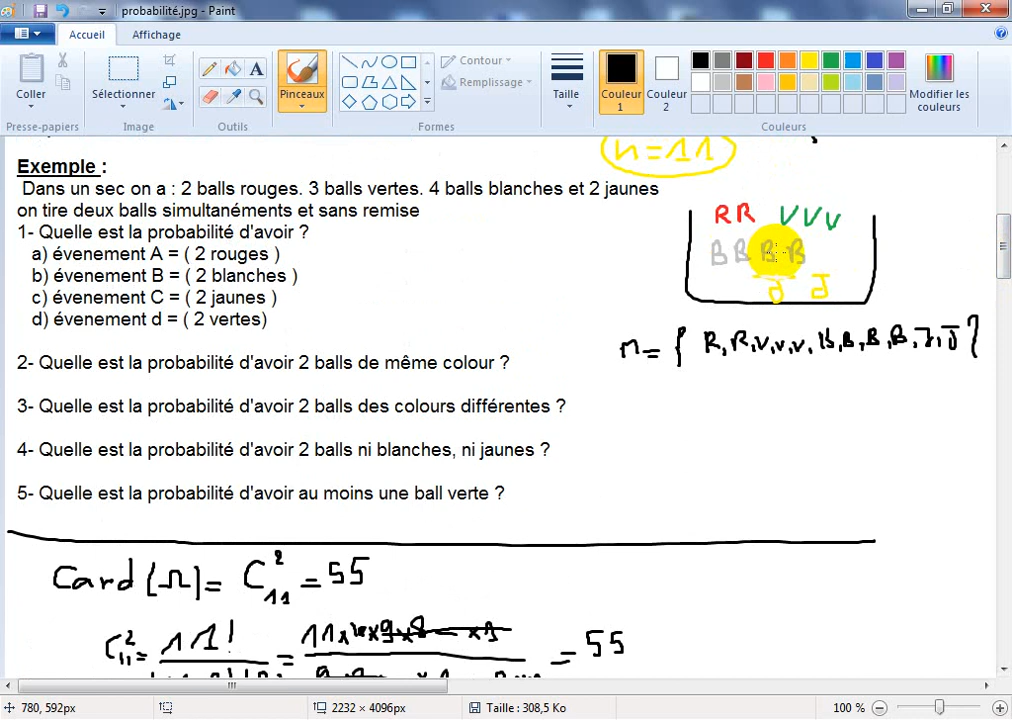 probabilité.jpg - Paint
Accueil
Affichage
Coller
Sélectionner
A
Pinceaux
Contour
Remplissage
Taille
Couleur 1
Couleur 2
Modifier les couleurs
Presse-papiers
Image
Outils
Formes
Couleurs
n=11
Exemple :
Dans un sec on a : 2 balls rouges. 3 balls vertes. 4 balls blanches et 2 jaunes
on tire deux balls simultanéments et sans remise
1- Quelle est la probabilité d'avoir ?
a) évenement A = ( 2 rouges )
b) évenement B = ( 2 blanches )
c) évenement C = ( 2 jaunes )
d) évenement d = ( 2 vertes)
R R V V V
B B B B
J J
n = { R, R, V, V, V, B, B, B, B, J, J }
2- Quelle est la probabilité d'avoir 2 balls de même colour ?
3- Quelle est la probabilité d'avoir 2 balls des colours différentes ?
4- Quelle est la probabilité d'avoir 2 balls ni blanches, ni jaunes ?
5- Quelle est la probabilité d'avoir au moins une ball verte ?
Card(Ω)= C²₁₁ = 55
C²₁₁= 11! = = 55
780, 592px
2232 × 4096px
Taille : 308,5 Ko
100 %